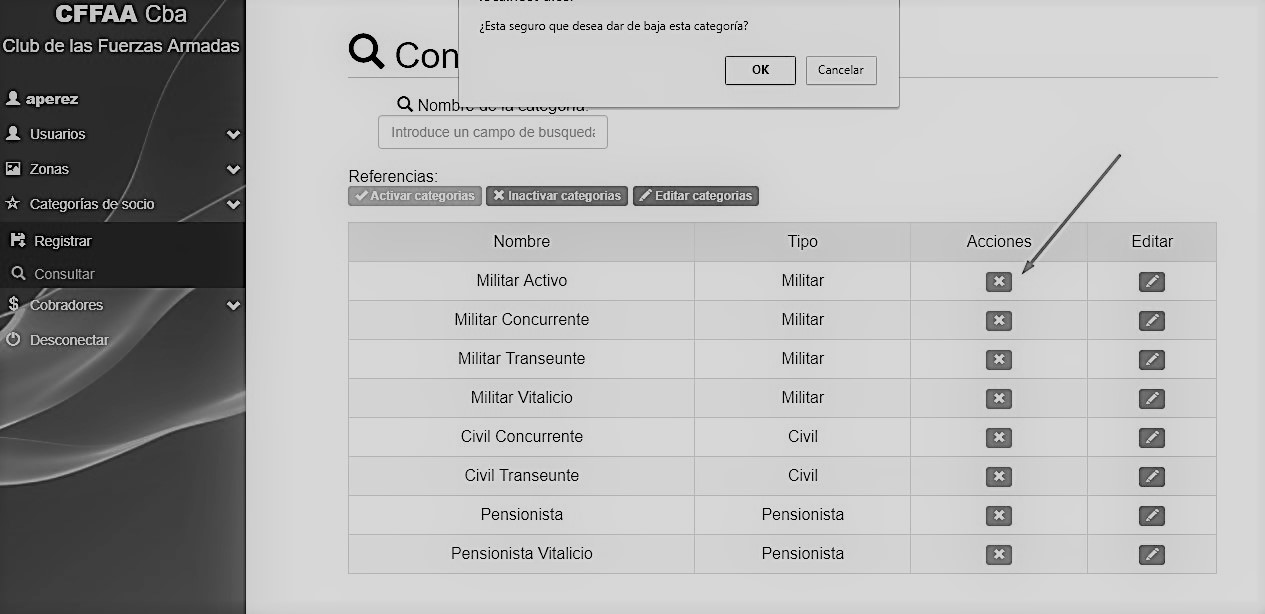 CFFAA Cba
Club de las Fuerzas Armadas
aperez
Usuarios
Zonas
Categorías de socio
Registrar
Consultar
Cobradores
Desconectar
¿Esta seguro que desea dar de baja esta categoría?
OK Cancelar
Con
Nombre de la categoría:
Introduce un campo de busqueda
Referencias:
Activar categorias Inactivar categorias Editar categorias
Nombre Tipo Acciones Editar
Militar Activo Militar
Militar Concurrente Militar
Militar Transeunte Militar
Militar Vitalicio Militar
Civil Concurrente Civil
Civil Transeunte Civil
Pensionista Pensionista
Pensionista Vitalicio Pensionista